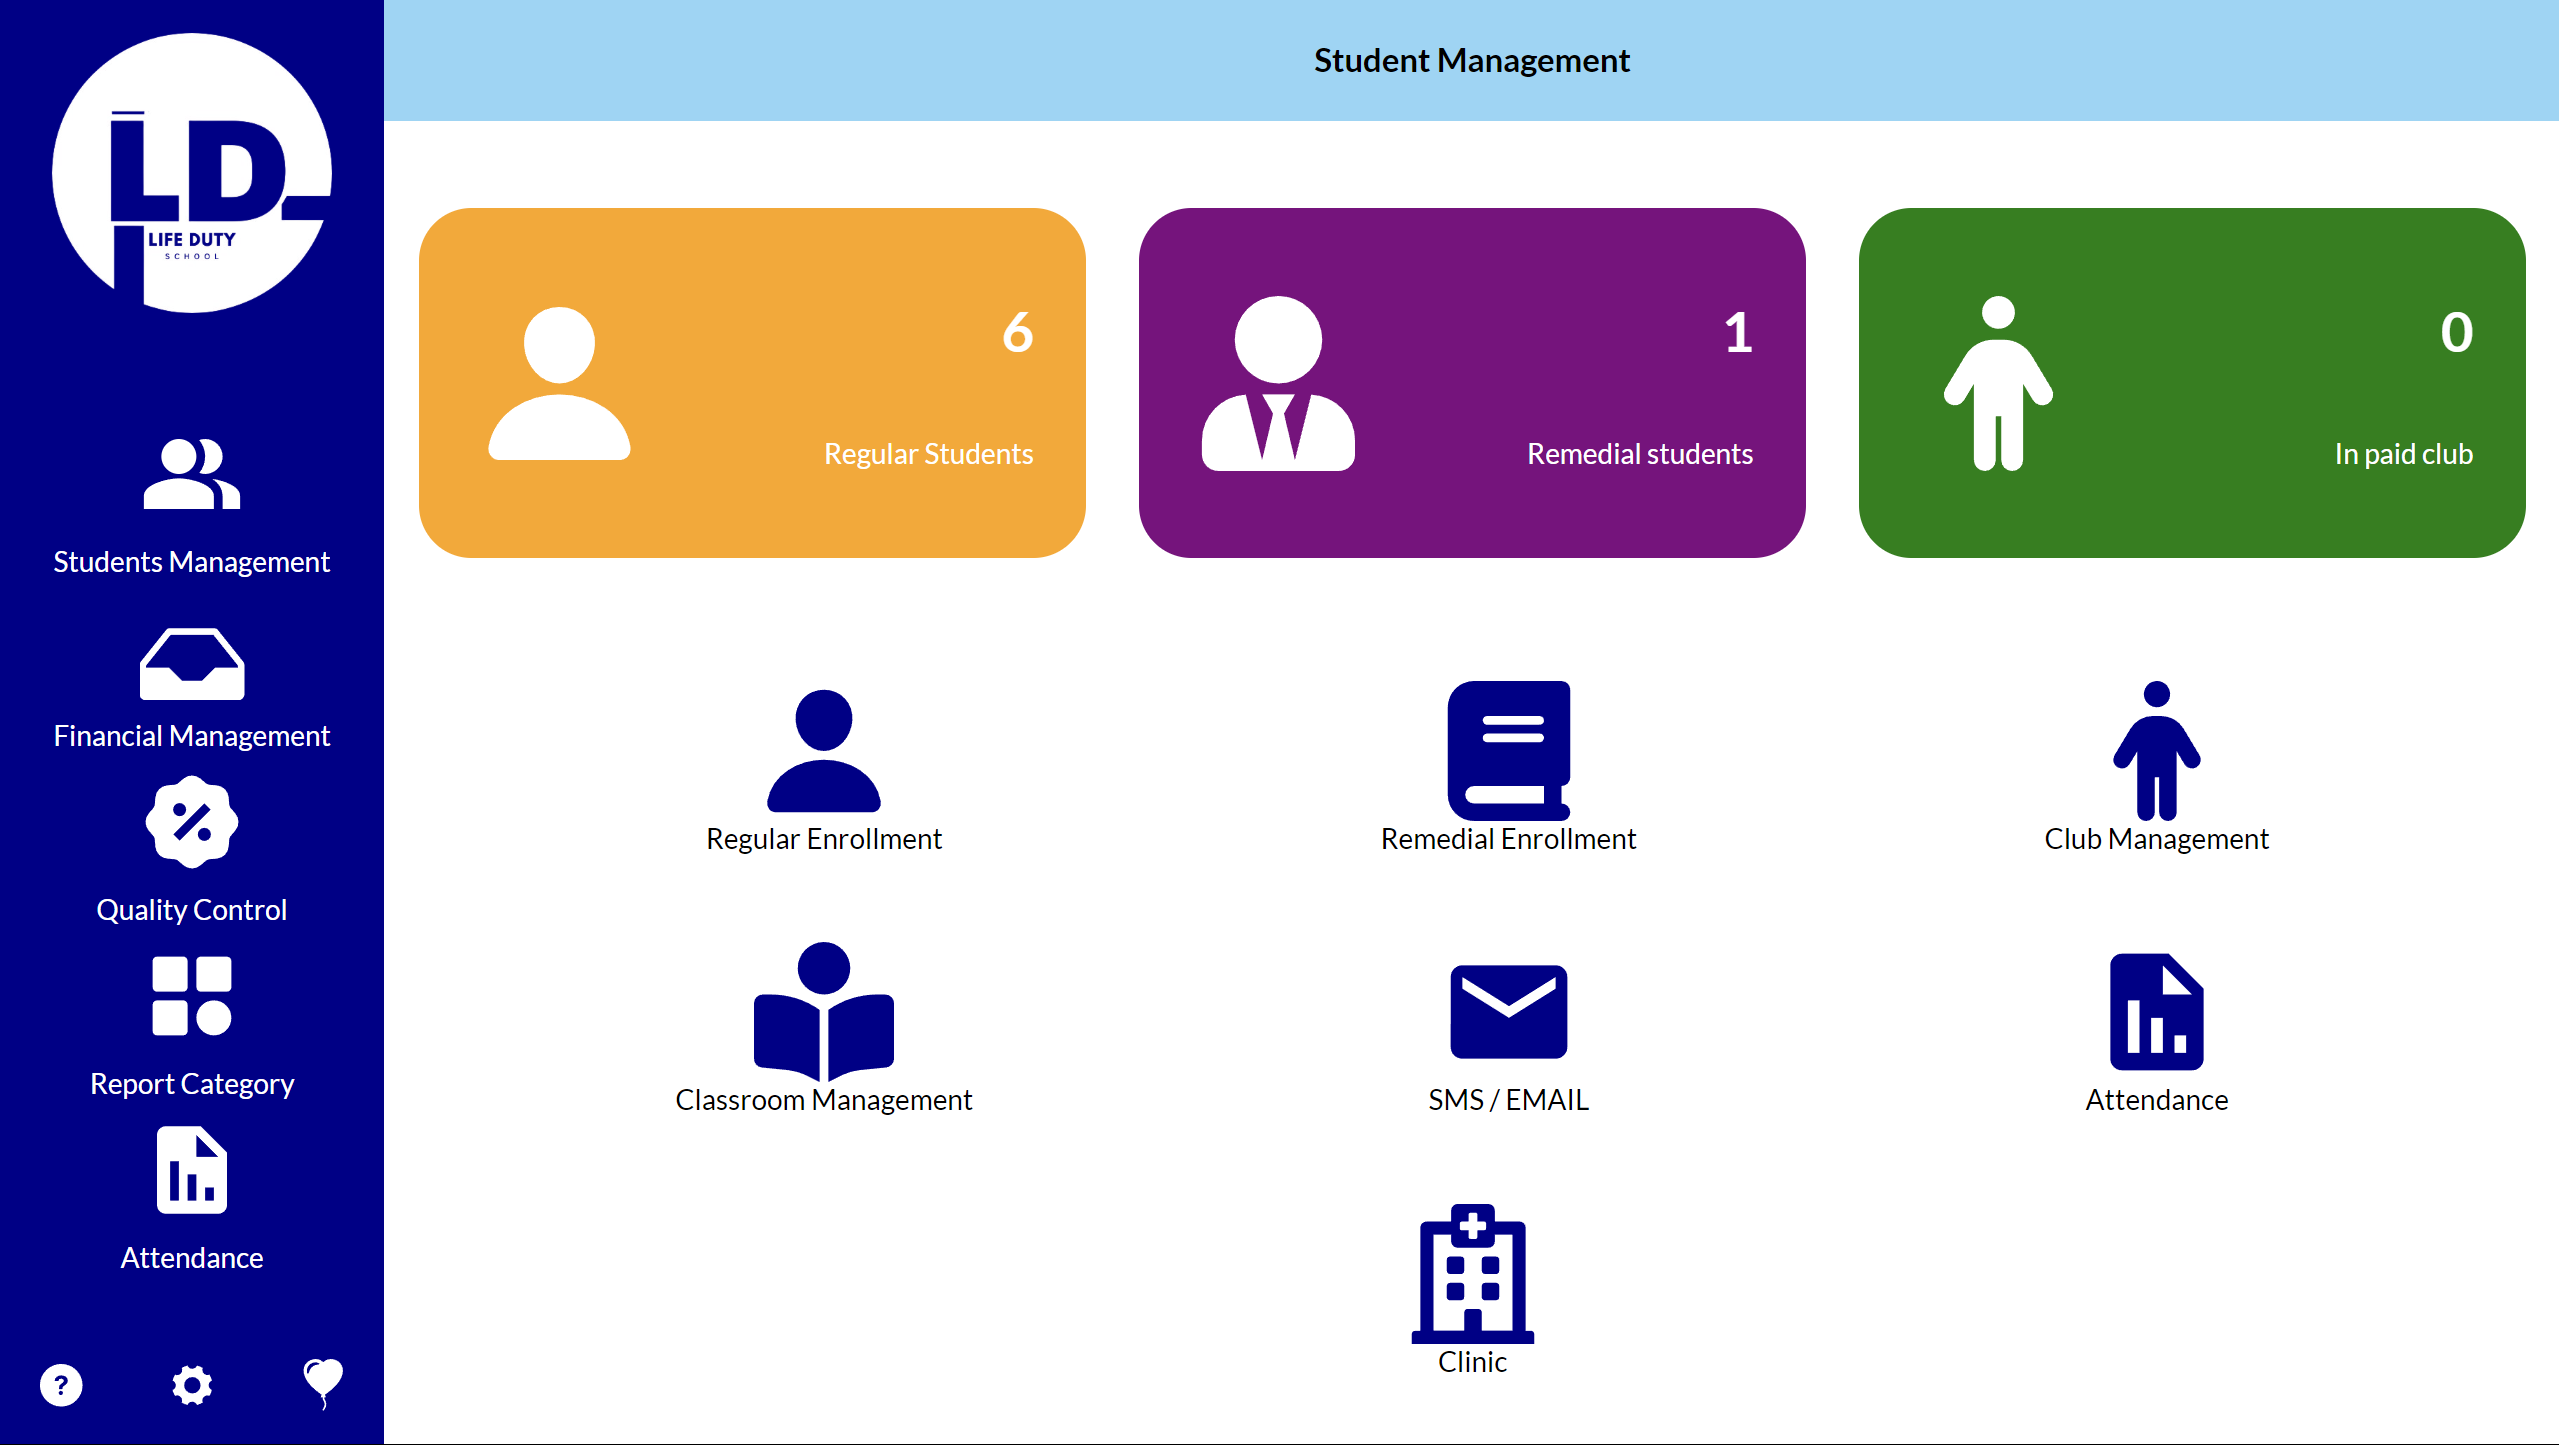 LD
LIFE DUTY
SCHOOL
Students Management
Financial Management
Quality Control
Report Category
Attendance
?
Student Management
6
Regular Students
1
Remedial students
0
In paid club
Regular Enrollment
Remedial Enrollment
Club Management
Classroom Management
SMS / EMAIL
Attendance
Clinic